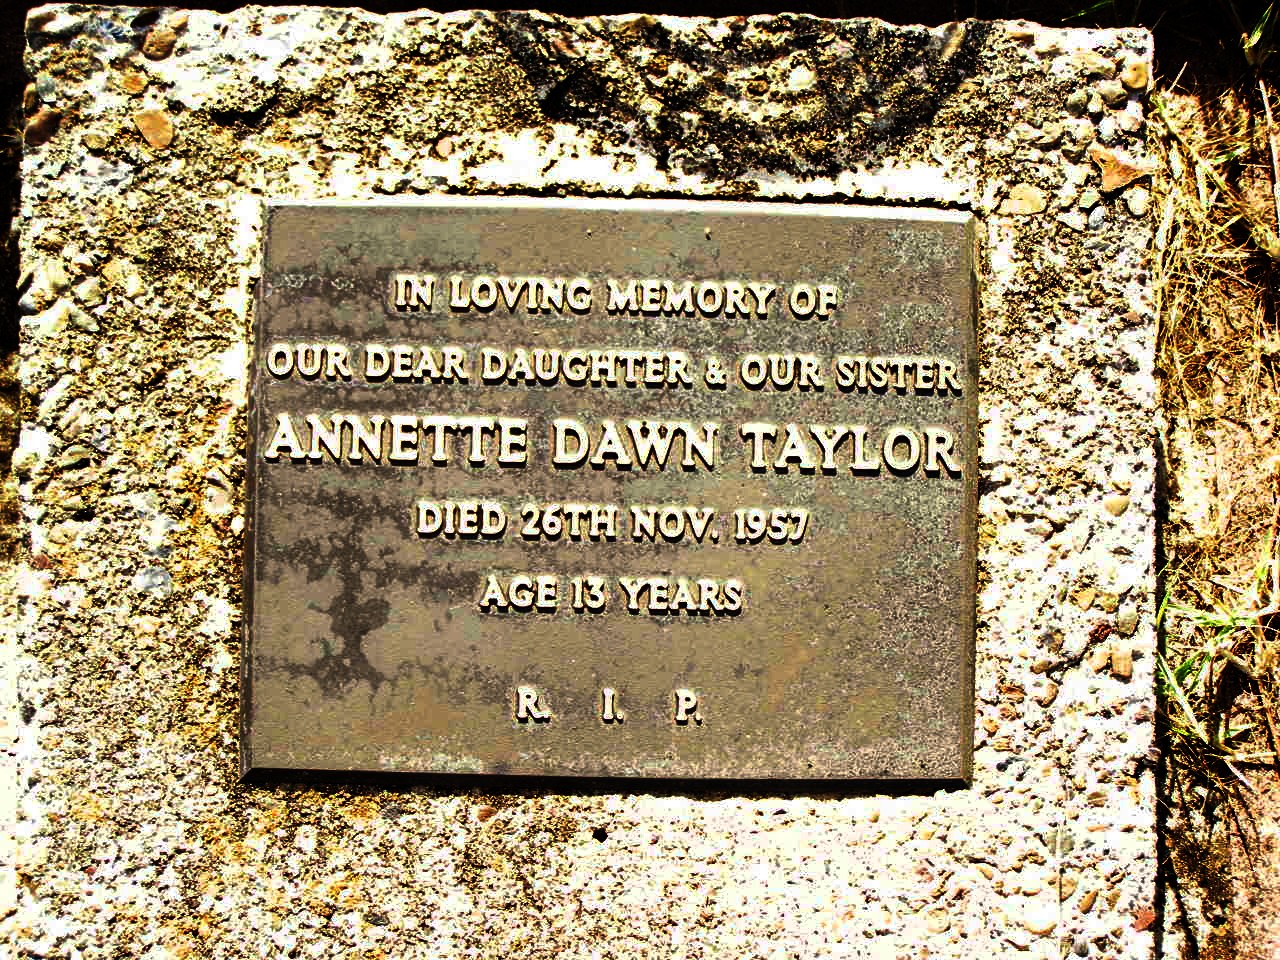 IN LOVING MEMORY OF
OUR DEAR DAUGHTER & OUR SISTER
ANNETTE DAWN TAYLOR
DIED 26TH NOV. 1957
AGE 13 YEARS
R. I. P.